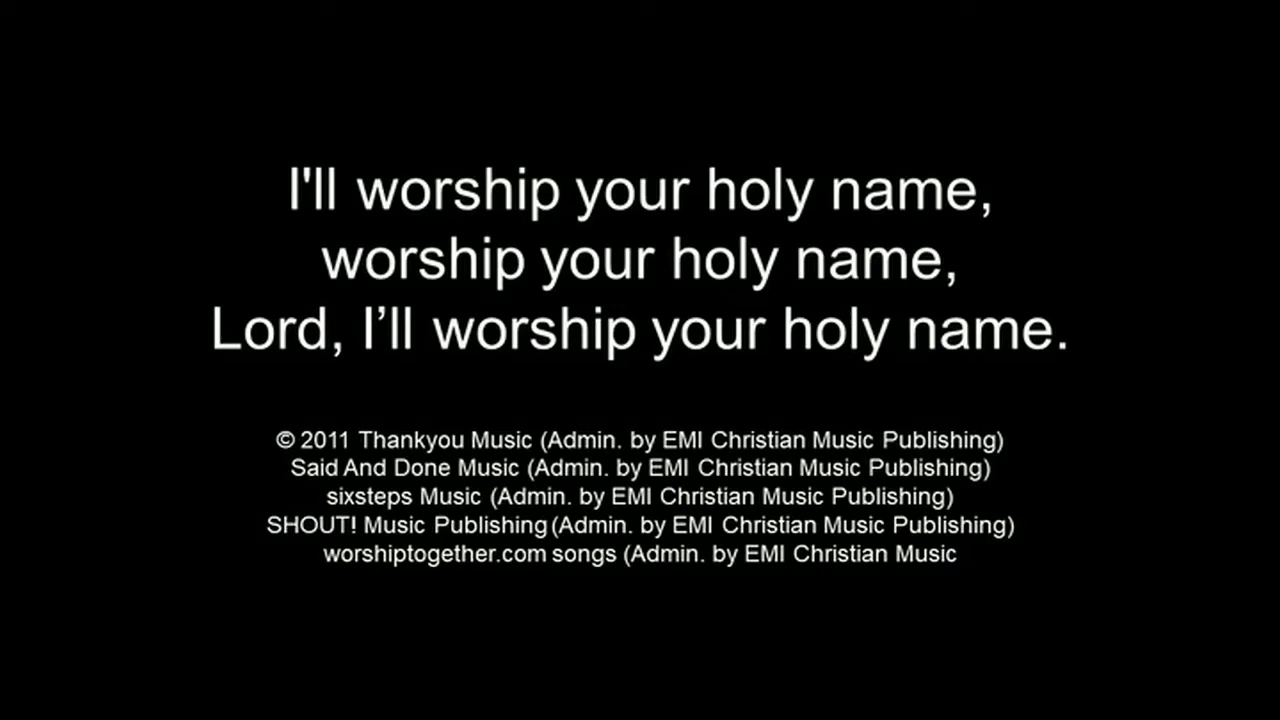 I'll worship your holy name,
worship your holy name,
Lord, I’ll worship your holy name.
© 2011 Thankyou Music (Admin. by EMI Christian Music Publishing)
Said And Done Music (Admin. by EMI Christian Music Publishing)
sixsteps Music (Admin. by EMI Christian Music Publishing)
SHOUT! Music Publishing (Admin. by EMI Christian Music Publishing)
worshiptogether.com songs (Admin. by EMI Christian Music